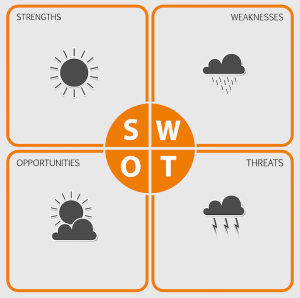 STRENGTHS
WEAKNESSES
S W
O T
OPPORTUNITIES
THREATS